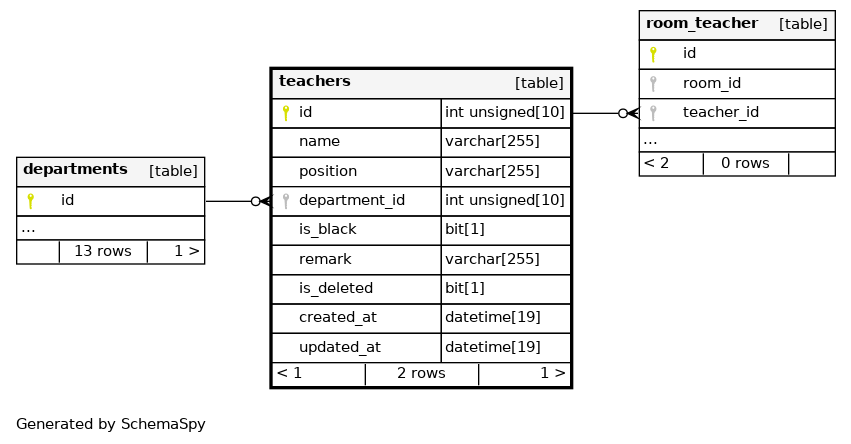 room_teacher [table]
id
room_id
teacher_id
...
< 2 0 rows
teachers [table]
id int unsigned[10]
name varchar[255]
position varchar[255]
department_id int unsigned[10]
is_black bit[1]
remark varchar[255]
is_deleted bit[1]
created_at datetime[19]
updated_at datetime[19]
< 1 2 rows 1 >
departments [table]
id
...
13 rows 1 >
Generated by SchemaSpy